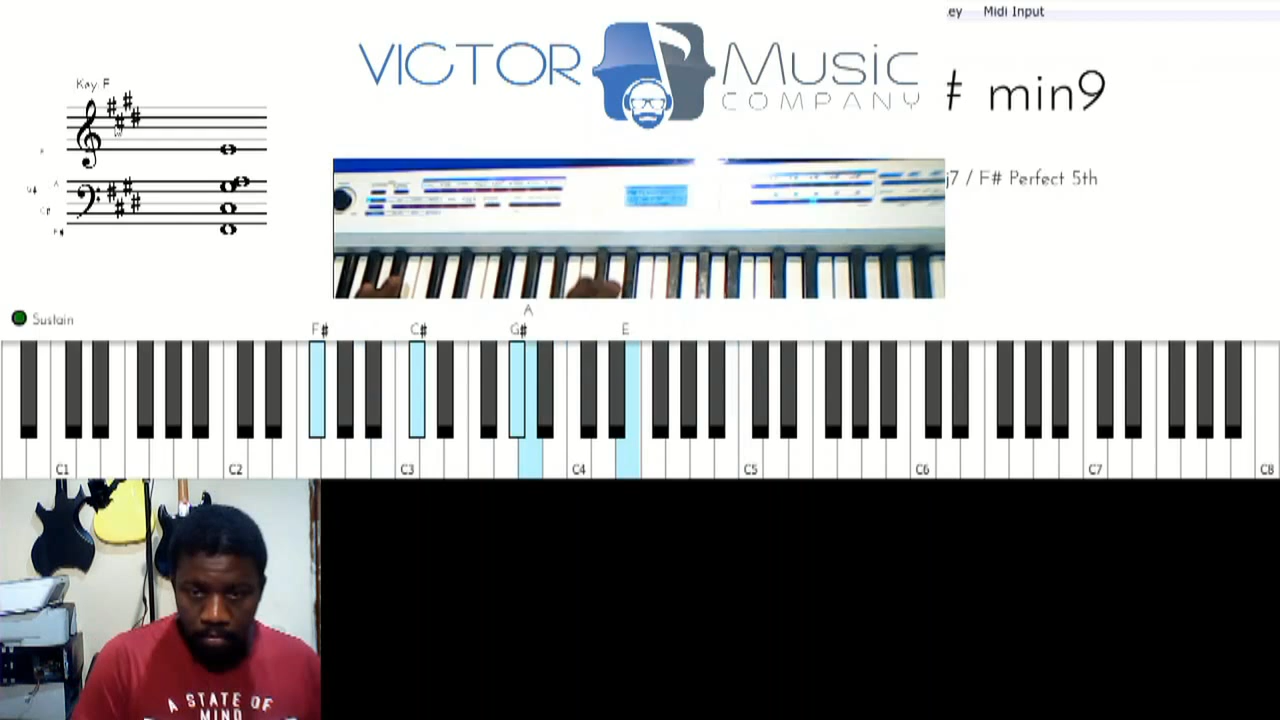 ey Midi Input
VICTOR Music
COMPANY
# min9
Key E
j7 / F# Perfect 5th
Sustain
F# C# G# A E
C1 C2 C3 C4 C5 C6 C7 C8
A STATE OF
MIND